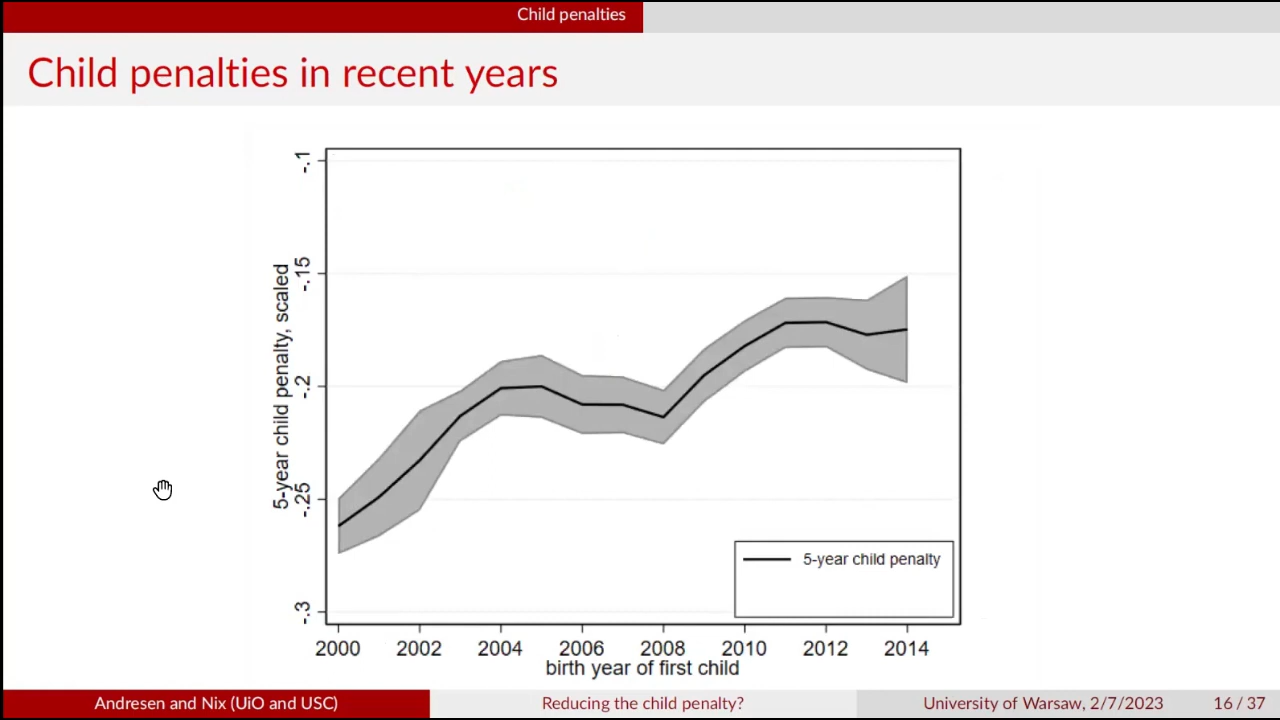 Child penalties
Child penalties in recent years
-.1
-.15
-.2
-.25
-.3
5-year child penalty, scaled
5-year child penalty
2000 2002 2004 2006 2008 2010 2012 2014
birth year of first child
Andresen and Nix (UiO and USC) Reducing the child penalty? University of Warsaw, 2/7/2023 16 / 37